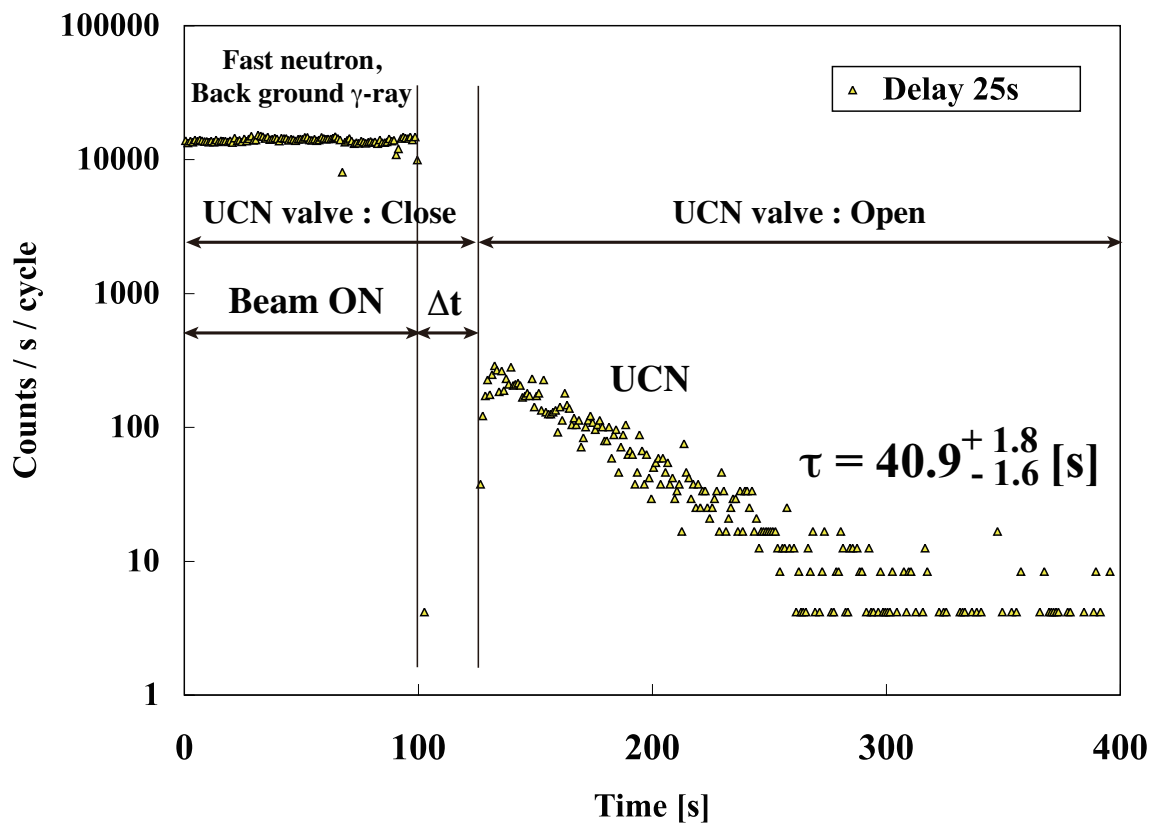 100000
10000
1000
100
10
1
Counts / s / cycle
Fast neutron,
Back ground γ-ray
Delay 25s
UCN valve : Close
UCN valve : Open
Beam ON
Δt
UCN
τ = 40.9 + 1.8 - 1.6 [s]
0 100 200 300 400
Time [s]